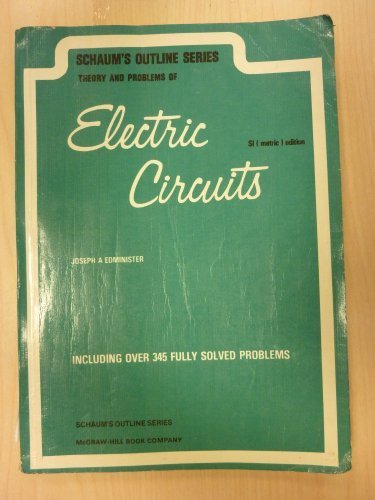 SCHAUM'S OUTLINE SERIES
THEORY AND PROBLEMS OF
Electric
SI ( metric ) edition
Circuits
JOSEPH A EDMINISTER
INCLUDING OVER 345 FULLY SOLVED PROBLEMS
SCHAUM'S OUTLINE SERIES
McGRAW-HILL BOOK COMPANY